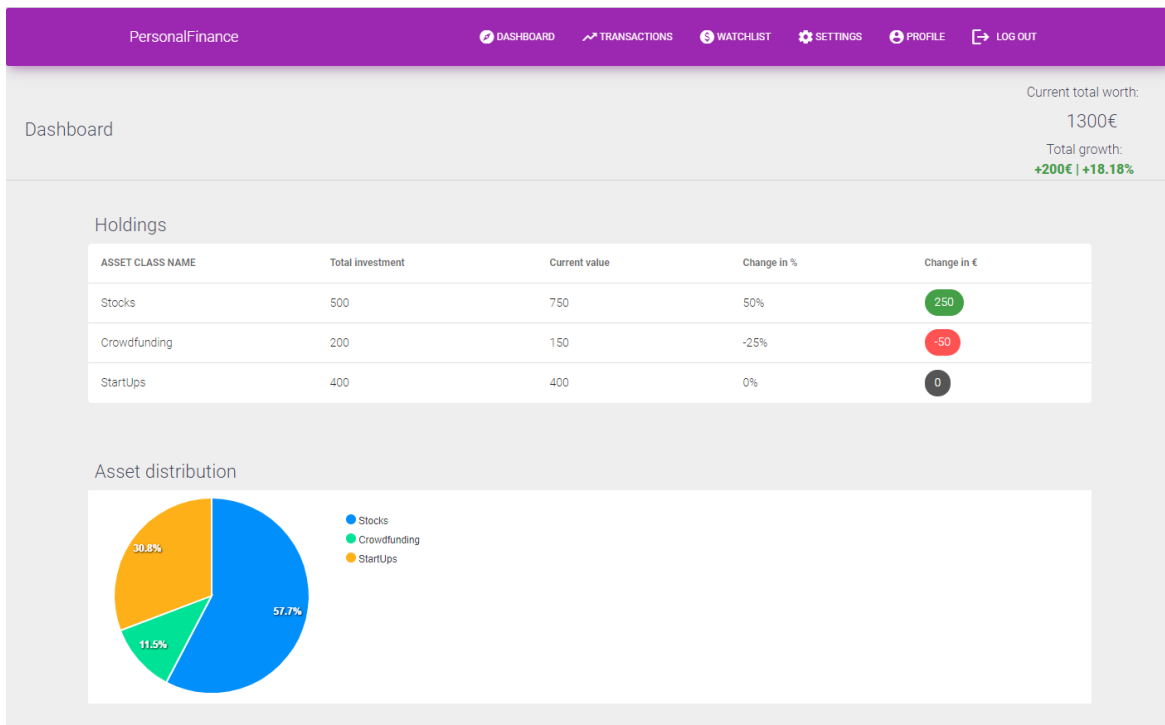 PersonalFinance DASHBOARD TRANSACTIONS WATCHLIST SETTINGS PROFILE LOG OUT
Current total worth:
1300€
Dashboard
Total growth:
+200€ | +18.18%
Holdings
ASSET CLASS NAME Total investment Current value Change in % Change in €
Stocks 500 750 50% 250
Crowdfunding 200 150 -25% -50
StartUps 400 400 0% 0
Asset distribution
Stocks
Crowdfunding
StartUps
30.8%
57.7%
11.5%